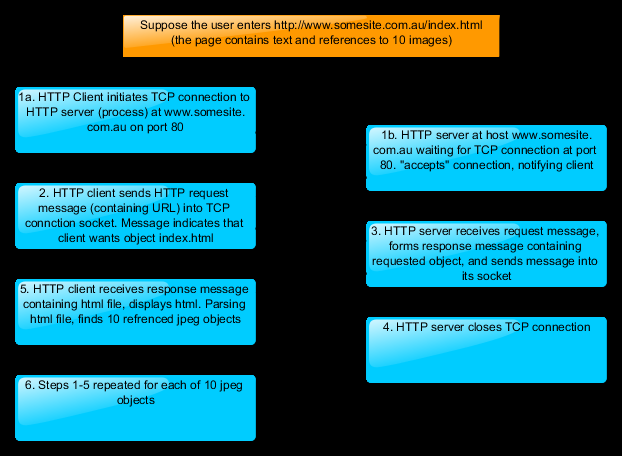 Suppose the user enters http://www.somesite.com.au/index.html
(the page contains text and references to 10 images)
1a. HTTP Client initiates TCP connection to
HTTP server (process) at www.somesite.
com.au on port 80
1b. HTTP server at host www.somesite.
com.au waiting for TCP connection at port
80. "accepts" connection, notifying client
2. HTTP client sends HTTP request
message (containing URL) into TCP
connction socket. Message indicates that
client wants object index.html
3. HTTP server receives request message,
forms response message containing
requested object, and sends message into
its socket
5. HTTP client receives response message
containing html file, displays html. Parsing
html file, finds 10 refrenced jpeg objects
4. HTTP server closes TCP connection
6. Steps 1-5 repeated for each of 10 jpeg
objects